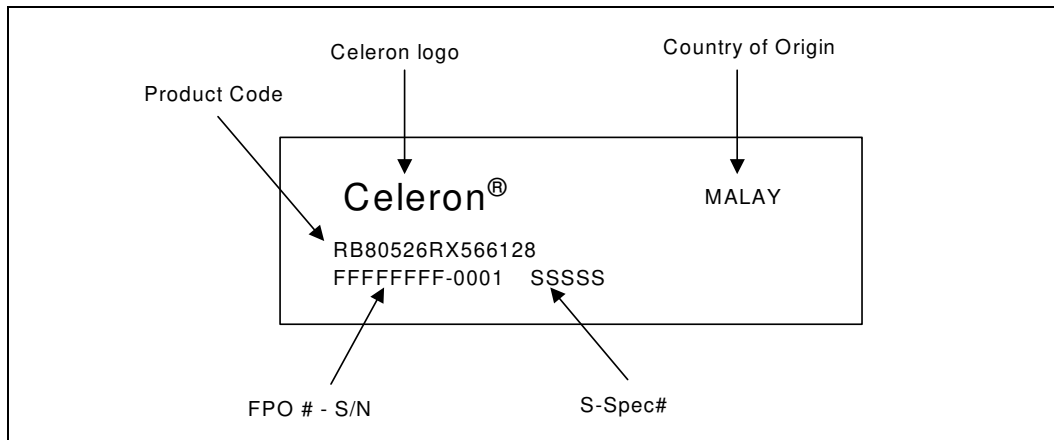 Celeron logo
Country of Origin
Product Code
Celeron®
MALAY
RB80526RX566128
FFFFFFFF-0001 SSSSS
FPO # - S/N
S-Spec#